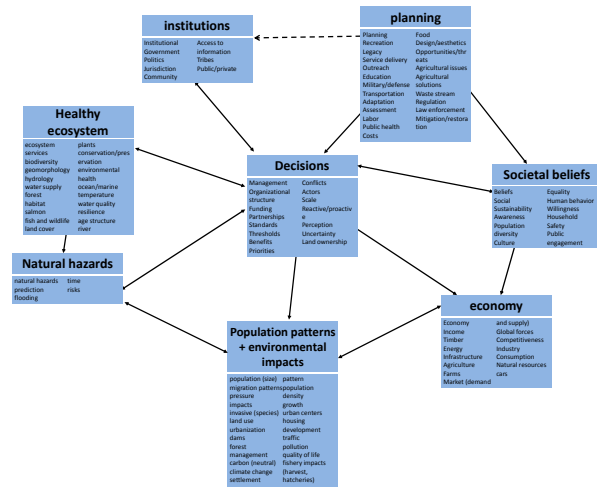 institutions
Institutional
Government
Politics
Jurisdiction
Community
Access to
information
Tribes
Public/private
planning
Planning
Recreation
Legacy
Service delivery
Outreach
Education
Military/defense
Transportation
Adaptation
Assessment
Labor
Public health
Costs
Food
Design/aesthetics
Opportunities/thr
eats
Agricultural issues
Agricultural
solutions
Waste stream
Regulation
Law enforcement
Mitigation/restora
tion
Healthy
ecosystem
ecosystem
services
biodiversity
geomorphology
hydrology
water supply
forest
habitat
salmon
fish and wildlife
land cover
plants
conservation/pres
ervation
environmental
health
ocean/marine
temperature
water quality
resilience
age structure
river
Decisions
Management
Organizational
structure
Funding
Partnerships
Standards
Thresholds
Benefits
Priorities
Conflicts
Actors
Scale
Reactive/proactiv
e
Perception
Uncertainty
Land ownership
Societal beliefs
Beliefs
Social
Sustainability
Awareness
Population
diversity
Culture
Equality
Human behavior
Willingness
Household
Safety
Public
engagement
Natural hazards
natural hazards
prediction
flooding
time
risks
economy
Economy
Income
Timber
Energy
Infrastructure
Agriculture
Farms
Market (demand
and supply)
Global forces
Competitiveness
Industry
Consumption
Natural resources
cars
Population patterns
+ environmental
impacts
population (size)
migration patterns
pressure
impacts
invasive (species)
land use
urbanization
dams
forest
management
carbon (neutral)
climate change
settlement
pattern
population
density
growth
urban centers
housing
development
traffic
pollution
quality of life
fishery impacts
(harvest,
hatcheries)